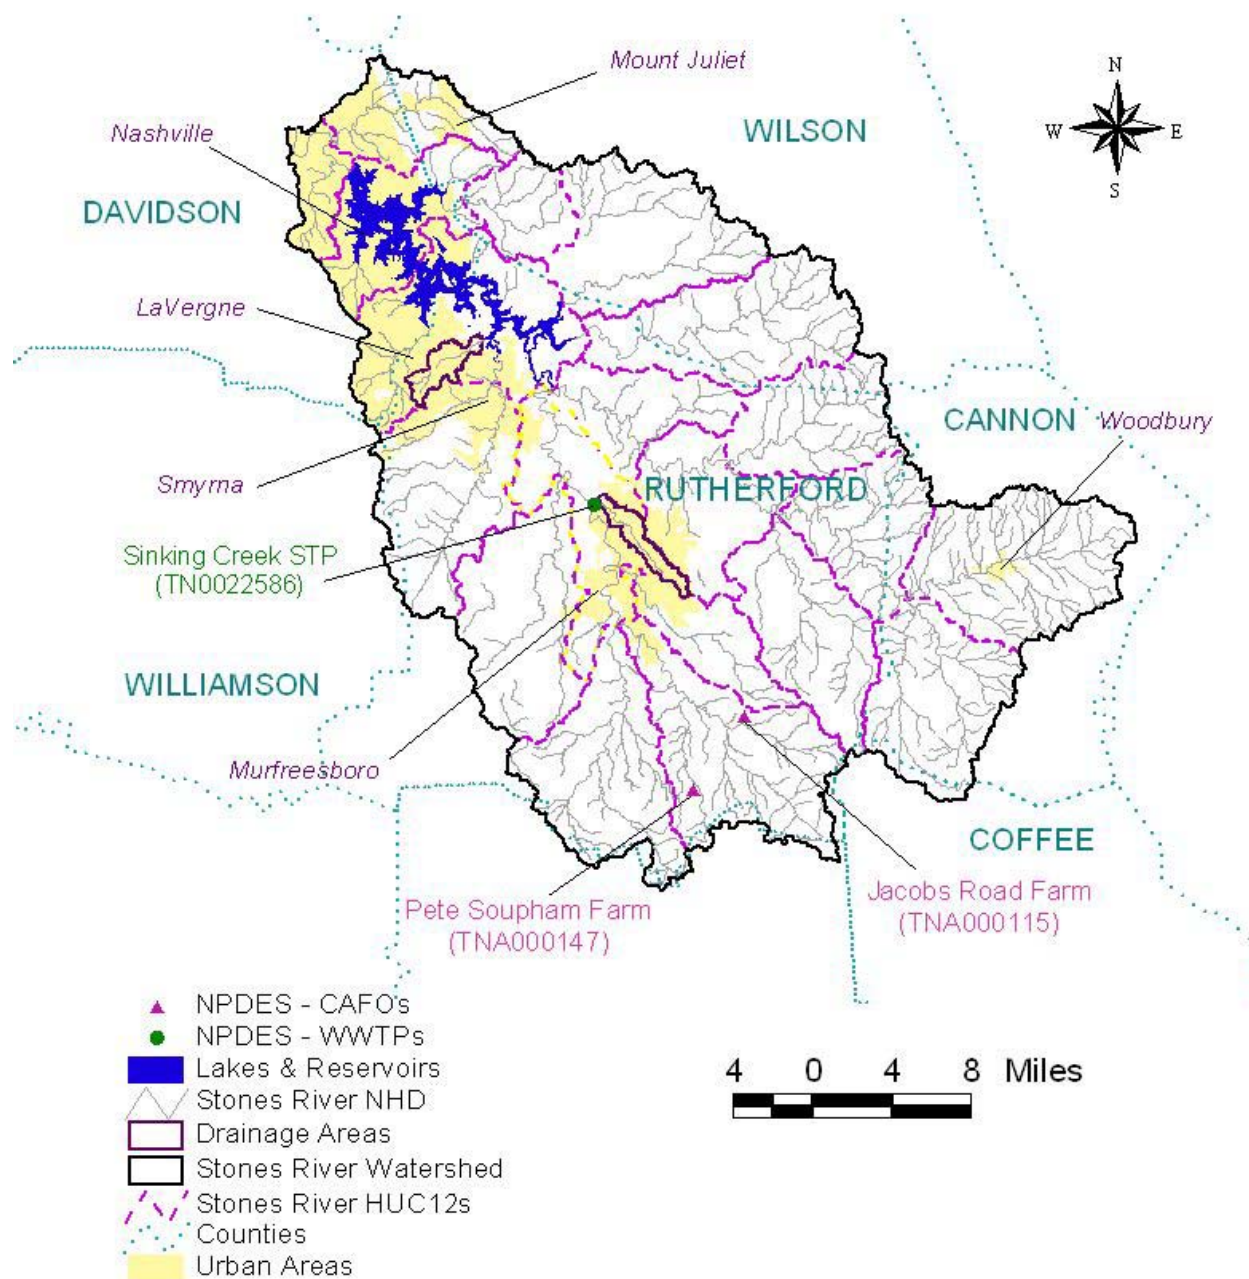 Mount Juliet
N
W E
S
Nashville
WILSON
DAVIDSON
LaVergne
CANNON
Woodbury
Smyrna
RUTHERFORD
Sinking Creek STP
(TN0022586)
WILLIAMSON
Murfreesboro
COFFEE
Jacobs Road Farm
(TNA000115)
Pete Soupham Farm
(TNA000147)
NPDES - CAFO's
NPDES - WWTPs
Lakes & Reservoirs
Stones River NHD
Drainage Areas
Stones River Watershed
Stones River HUC12s
Counties
Urban Areas
4 0 4 8 Miles